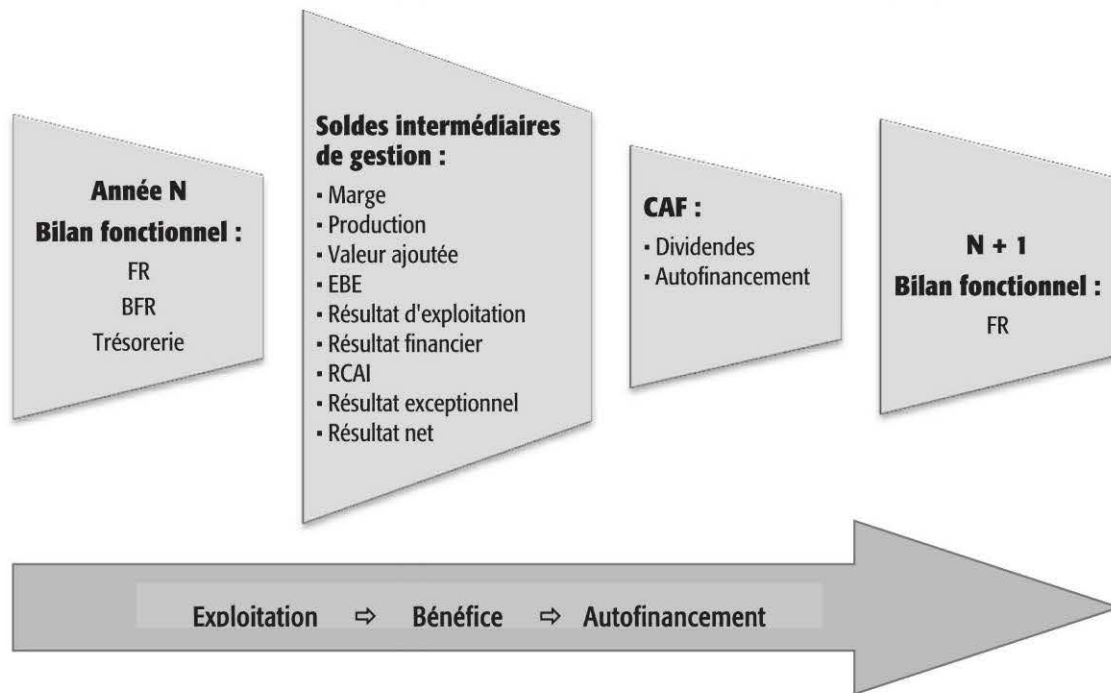 Année N
Bilan fonctionnel :
FR
BFR
Trésorerie
Soldes intermédiaires
de gestion :
▪ Marge
▪ Production
▪ Valeur ajoutée
▪ EBE
▪ Résultat d'exploitation
▪ Résultat financier
▪ RCAI
▪ Résultat exceptionnel
▪ Résultat net
CAF :
▪ Dividendes
▪ Autofinancement
N + 1
Bilan fonctionnel :
FR
Exploitation ⇨ Bénéfice ⇨ Autofinancement